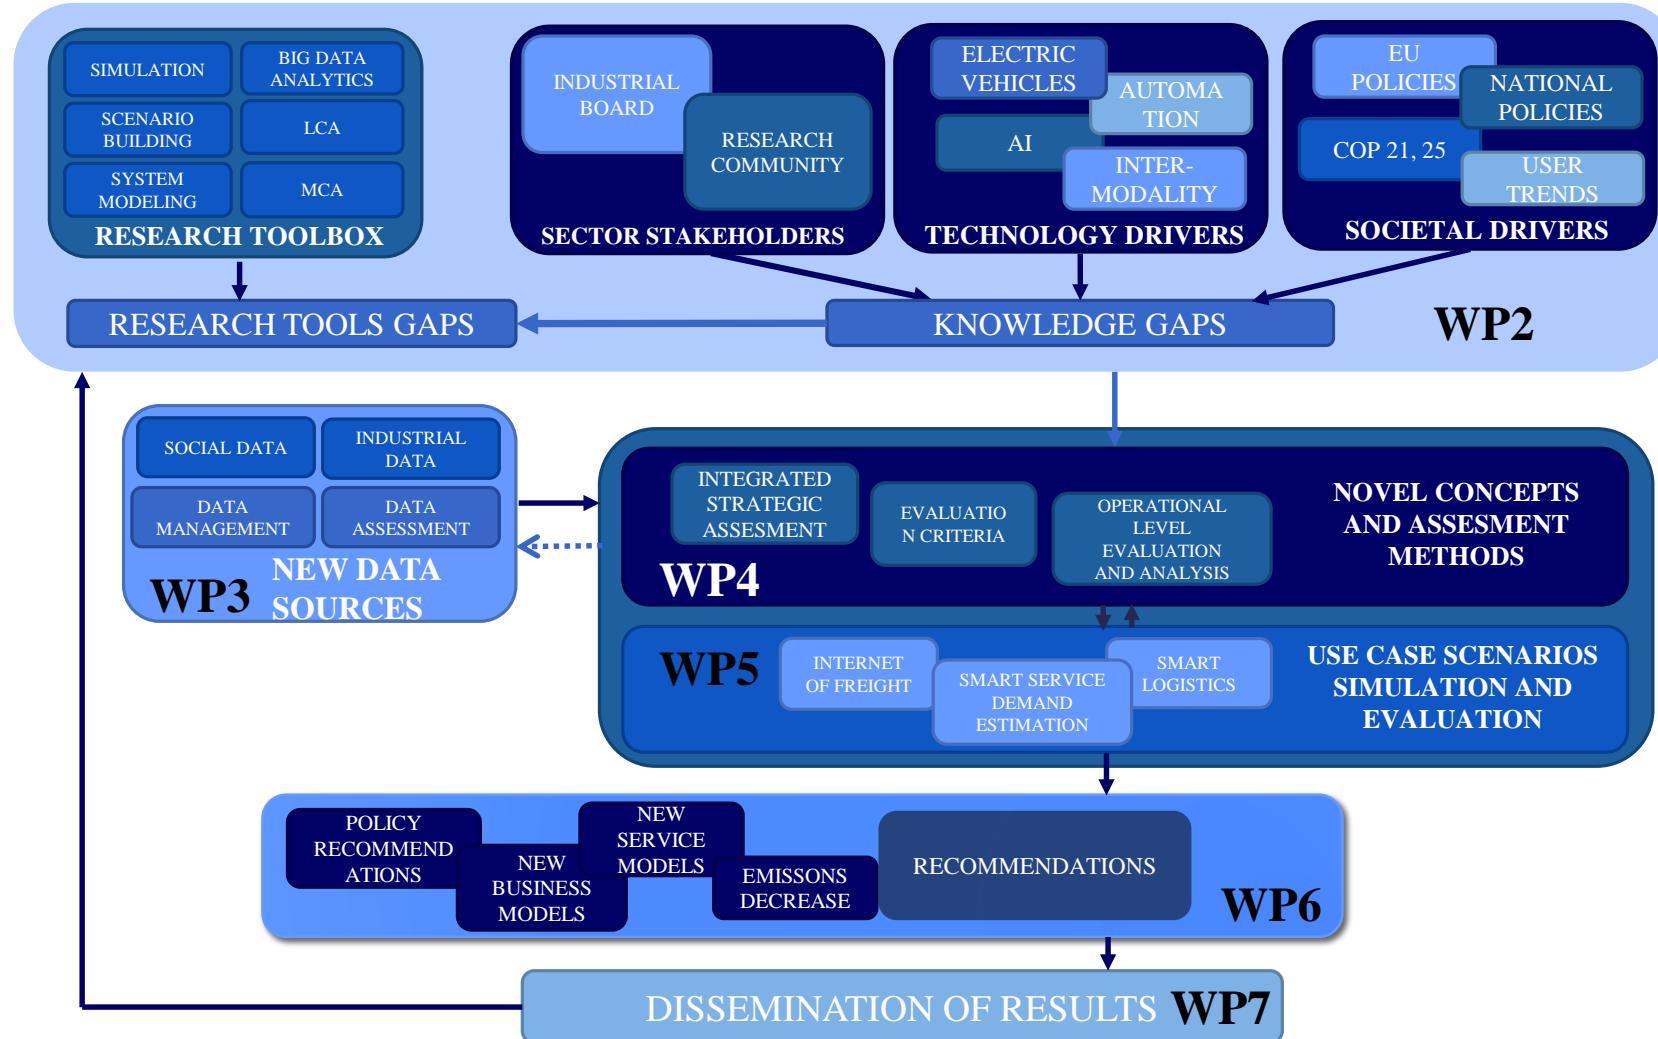 SIMULATION
BIG DATA
ANALYTICS
SCENARIO
BUILDING
LCA
SYSTEM
MODELING
MCA
RESEARCH TOOLBOX
INDUSTRIAL
BOARD
RESEARCH
COMMUNITY
SECTOR STAKEHOLDERS
ELECTRIC
VEHICLES
AUTOMA
TION
AI
INTER-
MODALITY
TECHNOLOGY DRIVERS
EU
POLICIES
NATIONAL
POLICIES
COP 21, 25
USER
TRENDS
SOCIETAL DRIVERS
RESEARCH TOOLS GAPS
KNOWLEDGE GAPS
WP2
SOCIAL DATA
INDUSTRIAL
DATA
DATA
MANAGEMENT
DATA
ASSESSMENT
WP3
NEW DATA
SOURCES
INTEGRATED
STRATEGIC
ASSESMENT
EVALUATIO
N CRITERIA
OPERATIONAL
LEVEL
EVALUATION
AND ANALYSIS
NOVEL CONCEPTS
AND ASSESMENT
METHODS
WP4
WP5
INTERNET
OF FREIGHT
SMART SERVICE
DEMAND
ESTIMATION
SMART
LOGISTICS
USE CASE SCENARIOS
SIMULATION AND
EVALUATION
POLICY
RECOMMEND
ATIONS
NEW
BUSINESS
MODELS
NEW
SERVICE
MODELS
EMISSONS
DECREASE
RECOMMENDATIONS
WP6
DISSEMINATION OF RESULTS WP7